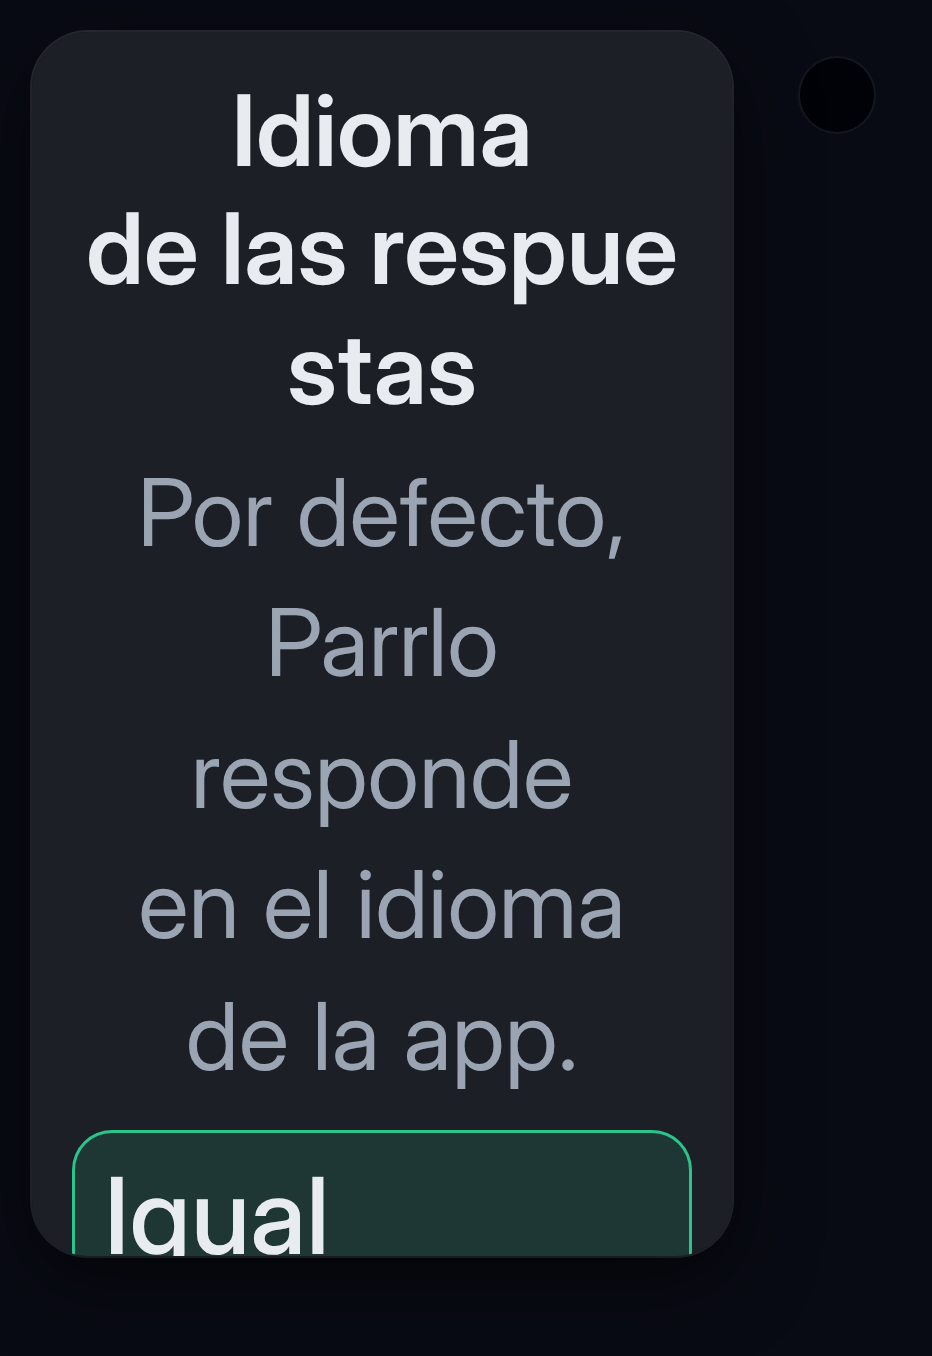 Idioma
de las respue
stas
Por defecto,
Parrlo
responde
en el idioma
de la app.
Igual